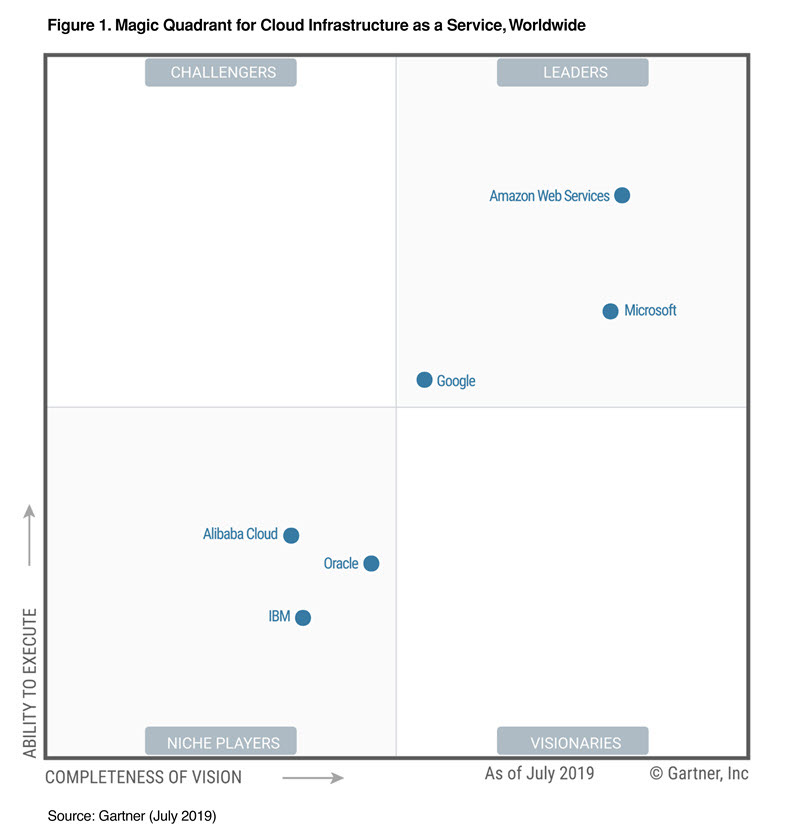 Figure 1. Magic Quadrant for Cloud Infrastructure as a Service, Worldwide
CHALLENGERS
LEADERS
Amazon Web Services
Microsoft
Google
Alibaba Cloud
Oracle
IBM
ABILITY TO EXECUTE
NICHE PLAYERS
VISIONARIES
COMPLETENESS OF VISION
As of July 2019
© Gartner, Inc
Source: Gartner (July 2019)